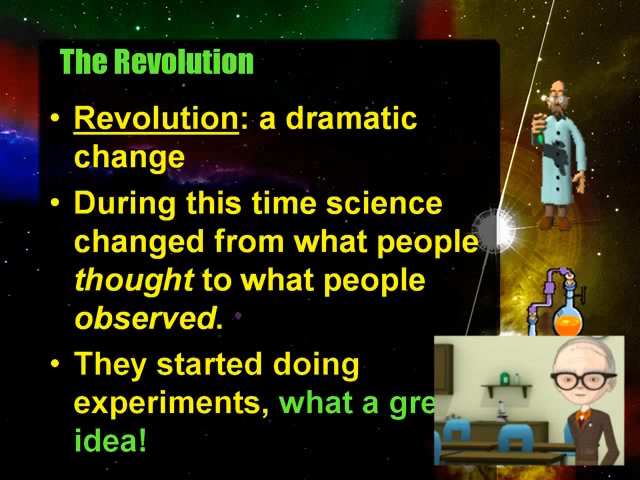 The Revolution
• Revolution: a dramatic
change
• During this time science
changed from what people
thought to what people
observed.
• They started doing
experiments, what a gre
idea!